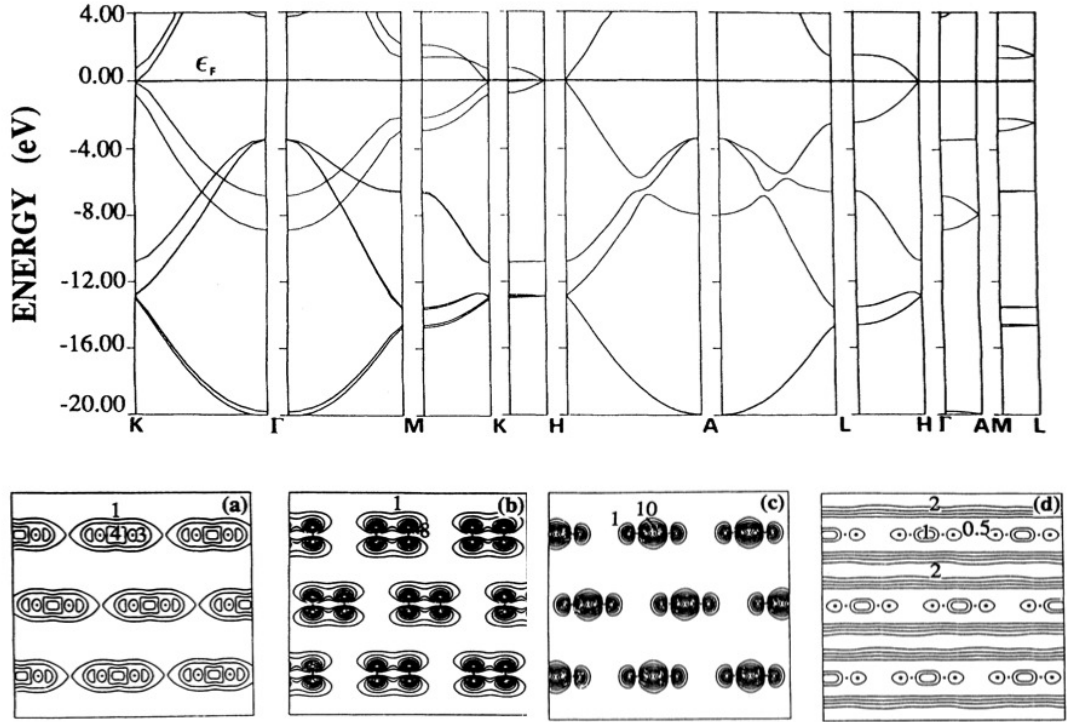 4.00
0.00
-4.00
-8.00
-12.00
-16.00
-20.00
ENERGY (eV)
ϵF
K Γ M K H A L H Γ A M L
(a) 1 4 3
(b) 1 8
(c) 1 10
(d) 2 1 0.5 2